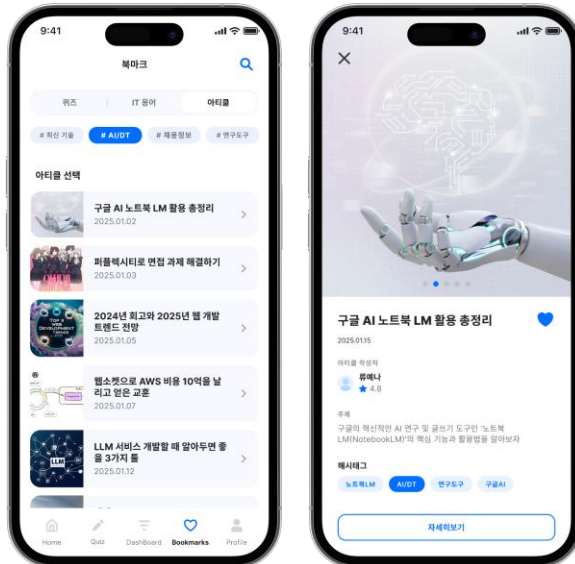 9:41
북마크
퀴즈
IT 용어
아티클
# 최신 기술
# AI/DT
# 채용정보
# 연구도구
아티클 선택
구글 AI 노트북 LM 활용 총정리
2025.01.02
퍼플렉시티로 면접 과제 해결하기
2025.01.03
2024년 회고와 2025년 웹 개발
트렌드 전망
2025.01.05
웹소켓으로 AWS 비용 10억을 날
리고 얻은 교훈
2025.01.07
LLM
LLM 서비스 개발할 때 알아두면 좋
을 3가지 툴
2025.01.12
Home
Quiz
DashBoard
Bookmarks
Profile
9:41
구글 AI 노트북 LM 활용 총정리
2025.01.15
아티클 작성자
류예나
4.8
주제
구글의 혁신적인 AI 연구 및 글쓰기 도구인 '노트북
LM(NotebookLM)'의 핵심 기능과 활용법을 알아보자
해시태그
노트북LM
AI/DT
연구도구
구글AI
자세히보기